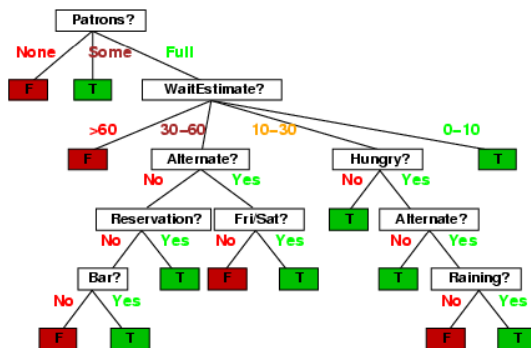 Patrons?
None Some Full
F T WaitEstimate?
>60 30-60 10-30 0-10
F Alternate? Hungry? T
No Yes No Yes
Reservation? Fri/Sat? T Alternate?
No Yes No Yes No Yes
Bar? T F T T Raining?
No Yes No Yes
F T F T